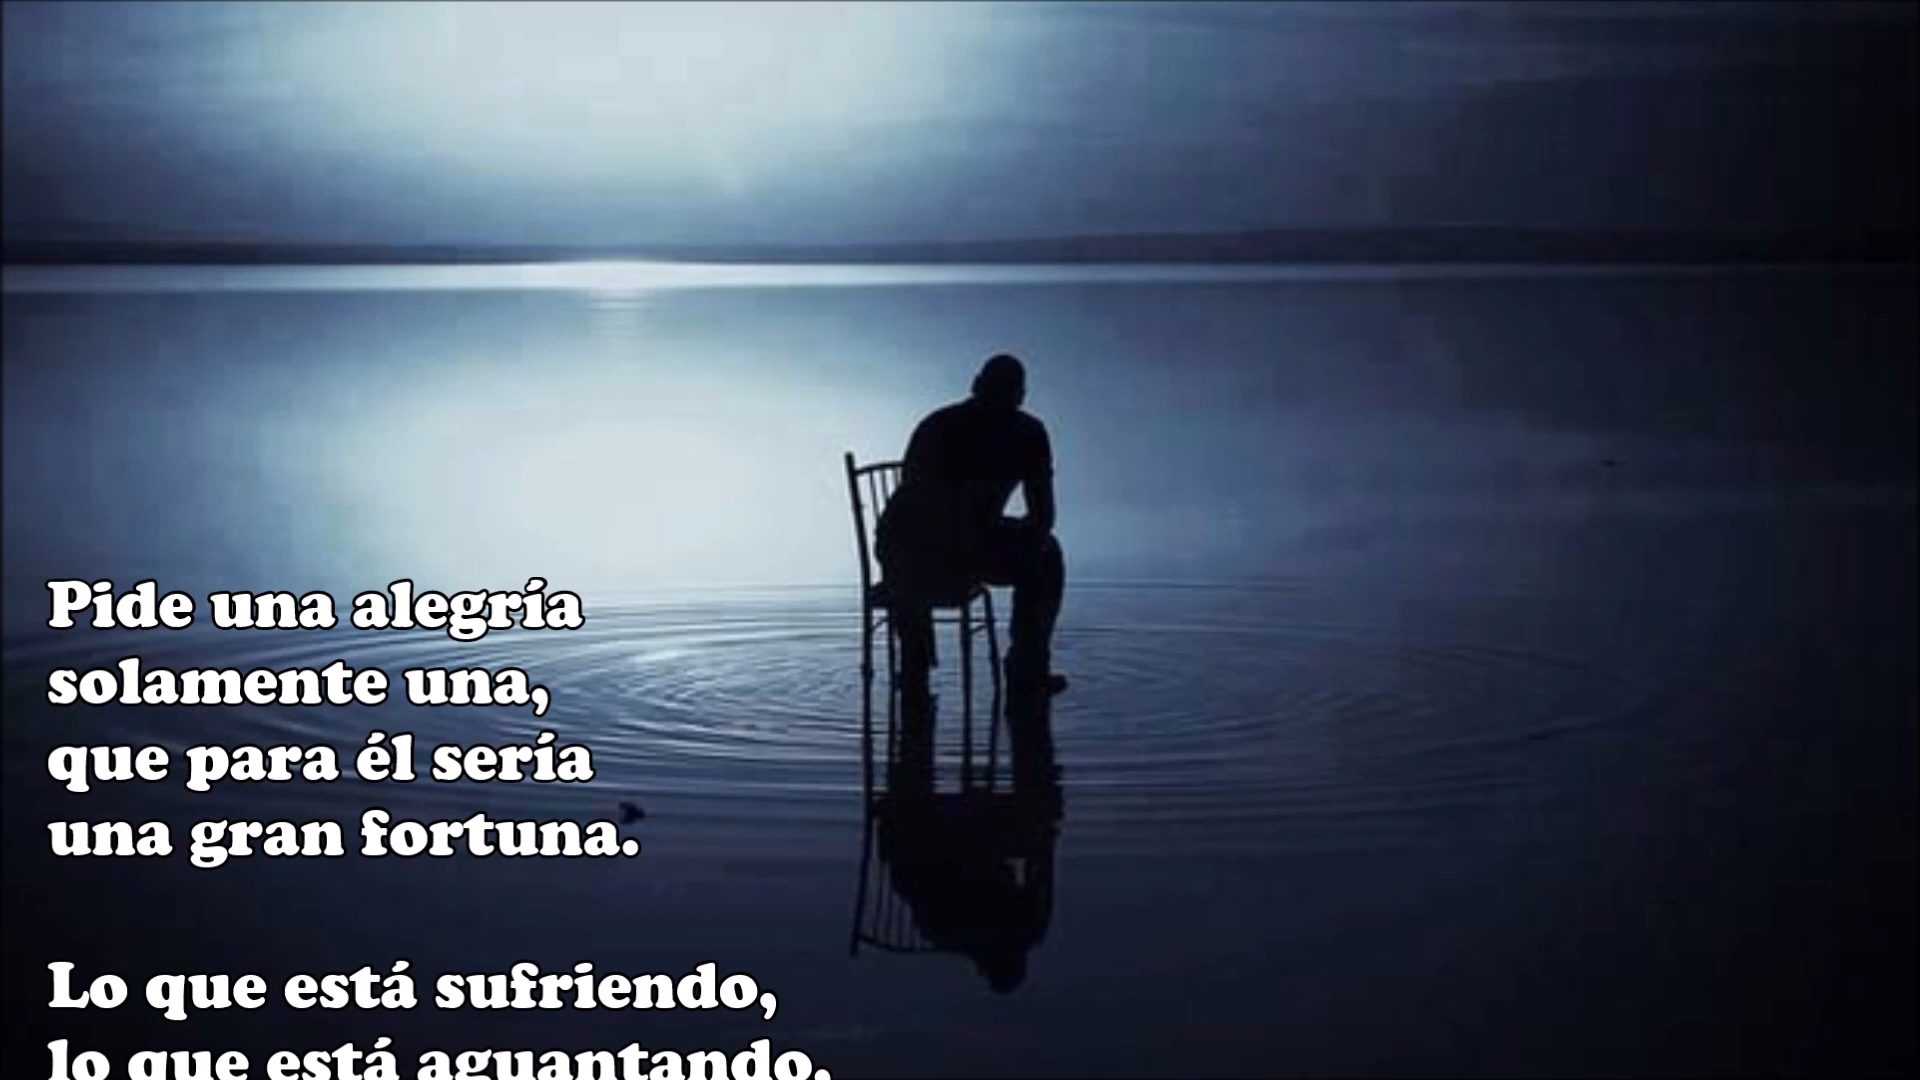 Pide una alegría
solamente una,
que para él sería
una gran fortuna.
Lo que está sufriendo,
lo que está aguantando,